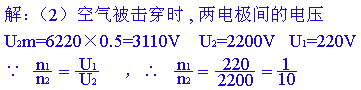 解:(2)空气被击穿时,两电极间的电压
U₂m=6220×0.5=3110V U₂=2200V U₁=220V
∵ n₁/n₂ = U₁/U₂ ,∴ n₁/n₂ = 220/2200 = 1/10